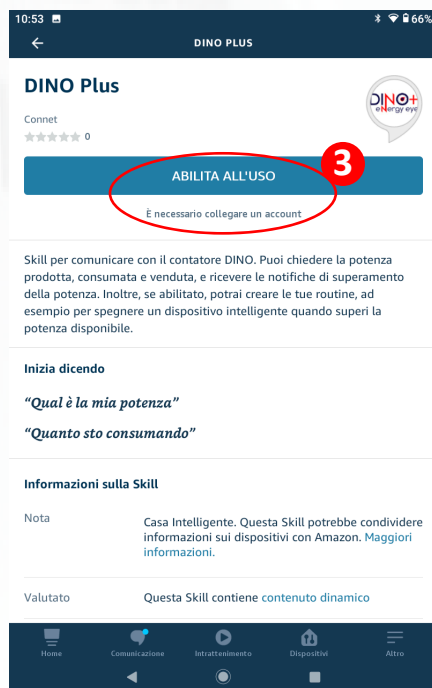 10:53 66%
DINO PLUS
DINO Plus
Connet
0
DINO+
eNergy eye
ABILITA ALL'USO
3
È necessario collegare un account
Skill per comunicare con il contatore DINO. Puoi chiedere la potenza
prodotta, consumata e venduta, e ricevere le notifiche di superamento
della potenza. Inoltre, se abilitato, potrai creare le tue routine, ad
esempio per spegnere un dispositivo intelligente quando superi la
potenza disponibile.
Inizia dicendo
“Qual è la mia potenza”
“Quanto sto consumando”
Informazioni sulla Skill
Nota
Casa Intelligente. Questa Skill potrebbe condividere
informazioni sui dispositivi con Amazon. Maggiori
informazioni.
Valutato Questa Skill contiene contenuto dinamico
Home Comunicazione Intrattenimento Dispositivi Altro